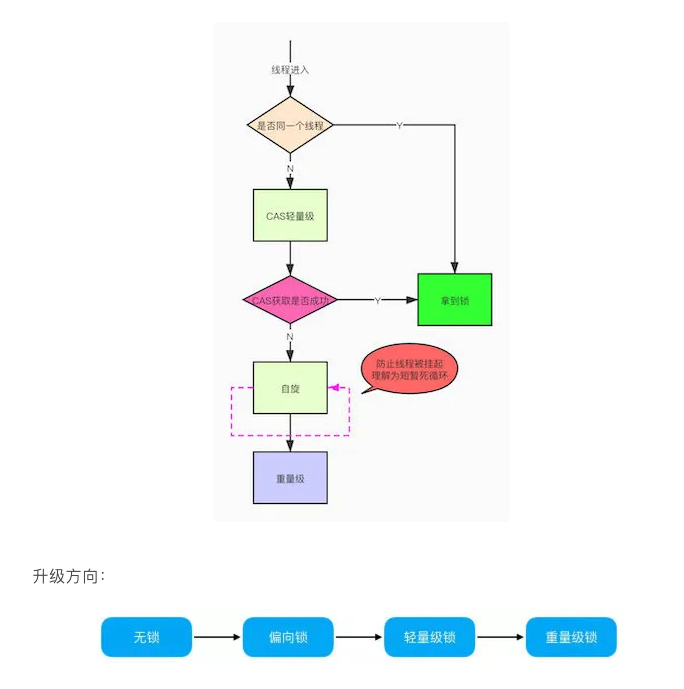 线程进入
是否同一个线程
Y
N
CAS轻量级
CAS获取是否成功
Y
拿到锁
N
防止线程被挂起
理解为短暂死循环
自旋
重量级
升级方向：
无锁
偏向锁
轻量级锁
重量级锁